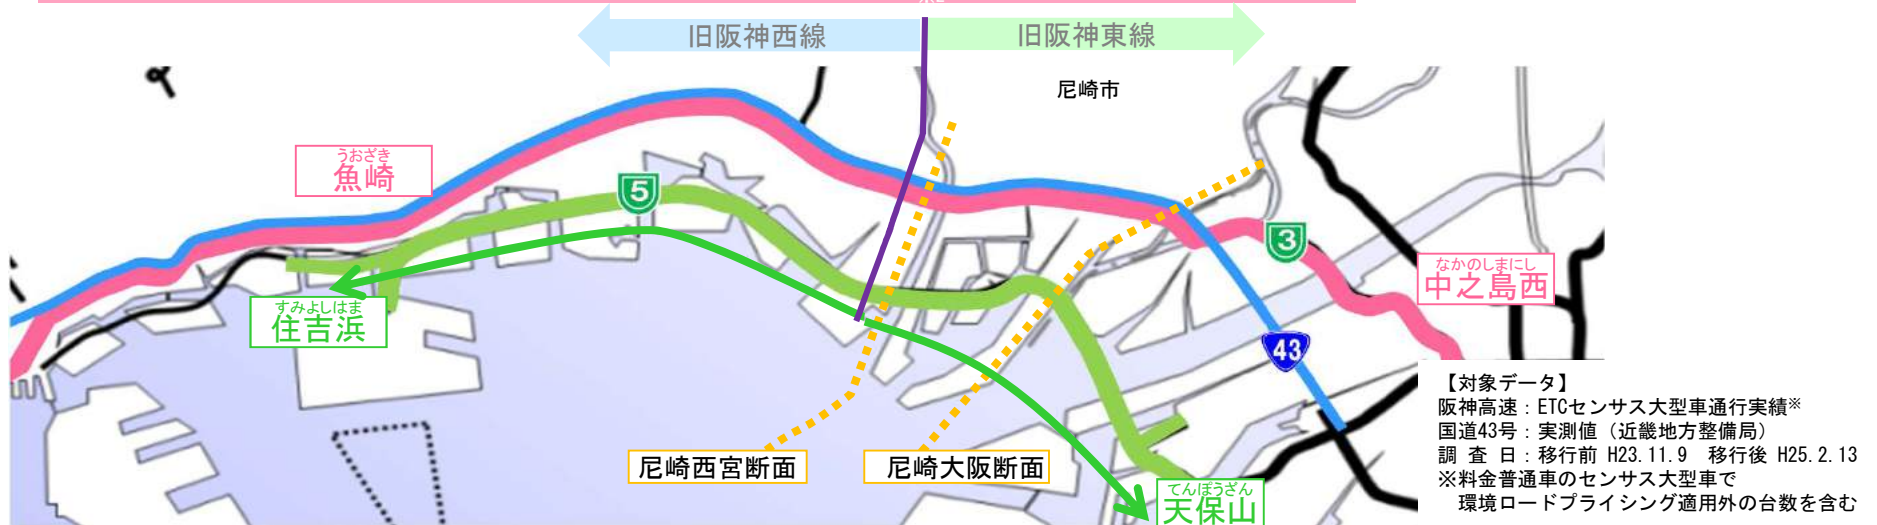 旧阪神西線
旧阪神東線
尼崎市
うおざき
魚崎
5
3
なかのしまにし
中之島西
すみよしはま
住吉浜
43
尼崎西宮断面
尼崎大阪断面
てんぽうざん
天保山
【対象データ】
阪神高速：ETCセンサス大型車通行実績※
国道43号：実測値（近畿地方整備局）
調 査 日：移行前 H23.11.9　移行後 H25.2.13
※料金普通車のセンサス大型車で
環境ロードプライシング適用外の台数を含む